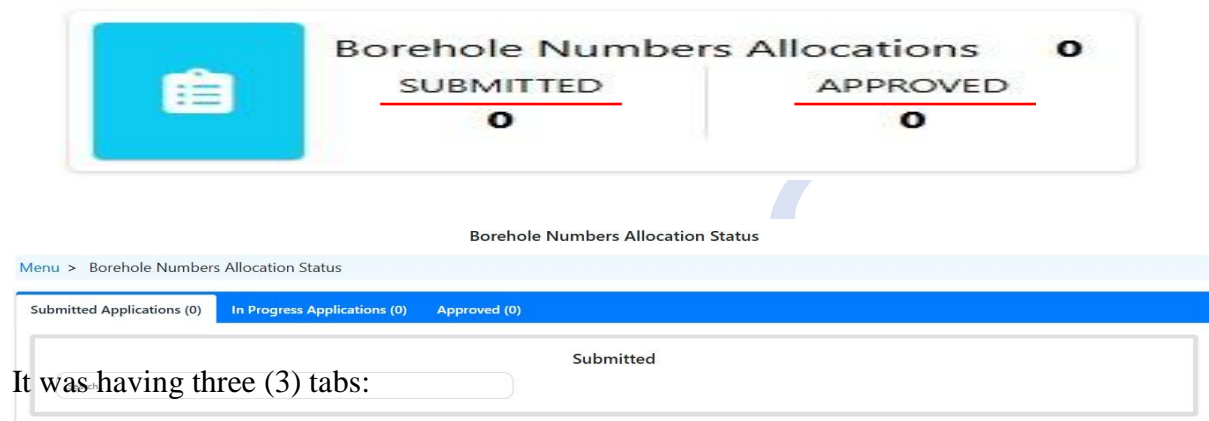 Borehole Numbers Allocations 0
SUBMITTED APPROVED
0 0
Borehole Numbers Allocation Status
Menu > Borehole Numbers Allocation Status
Submitted Applications (0) In Progress Applications (0) Approved (0)
Submitted
It was having three (3) tabs: